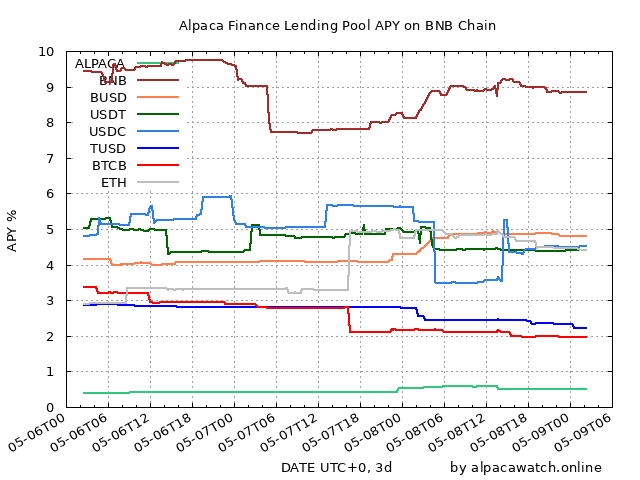 Alpaca Finance Lending Pool APY on BNB Chain
10
9
8
7
6
5
4
3
2
1
0
APY %
ALPACA
BNB
BUSD
USDT
USDC
TUSD
BTCB
ETH
05-06T00
05-06T06
05-06T12
05-06T18
05-07T00
05-07T06
05-07T12
05-07T18
05-08T00
05-08T06
05-08T12
05-08T18
05-09T00
05-09T06
DATE UTC+0, 3d
by alpacawatch.online